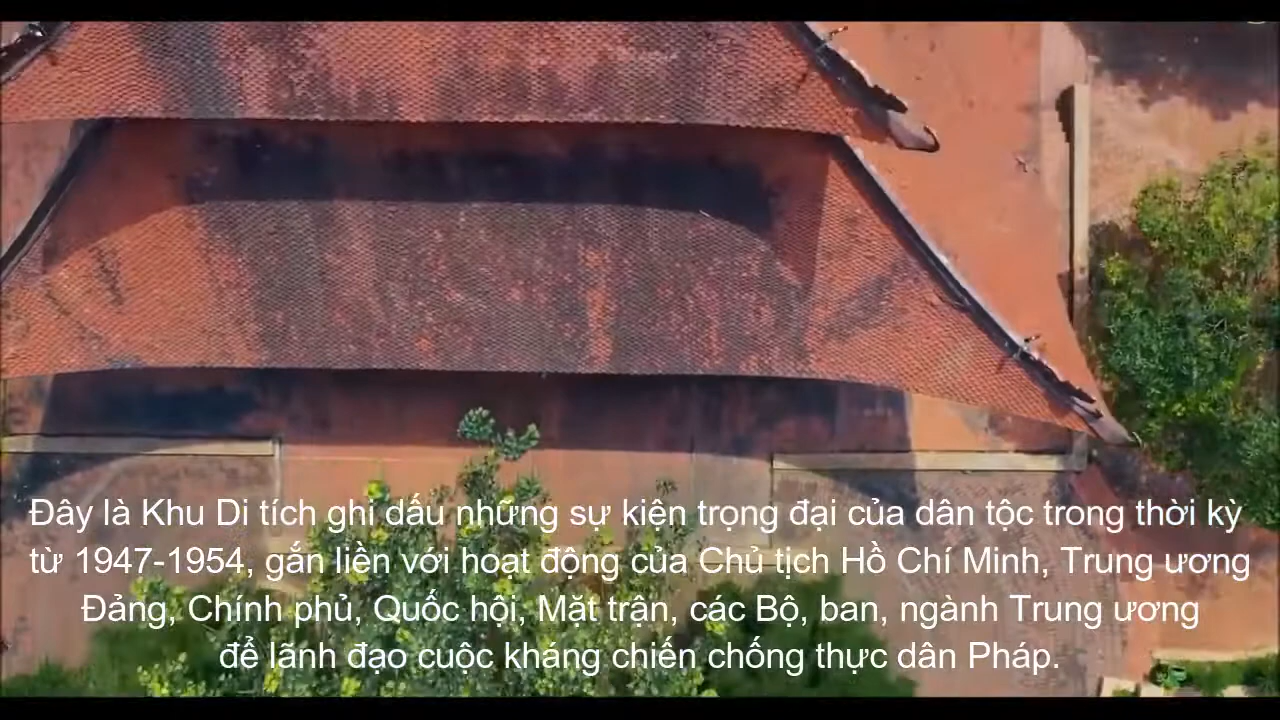 Đây là Khu Di tích ghi dấu những sự kiện trọng đại của dân tộc trong thời kỳ
từ 1947-1954, gắn liền với hoạt động của Chủ tịch Hồ Chí Minh, Trung ương
Đảng, Chính phủ, Quốc hội, Mặt trận, các Bộ, ban, ngành Trung ương
để lãnh đạo cuộc kháng chiến chống thực dân Pháp.